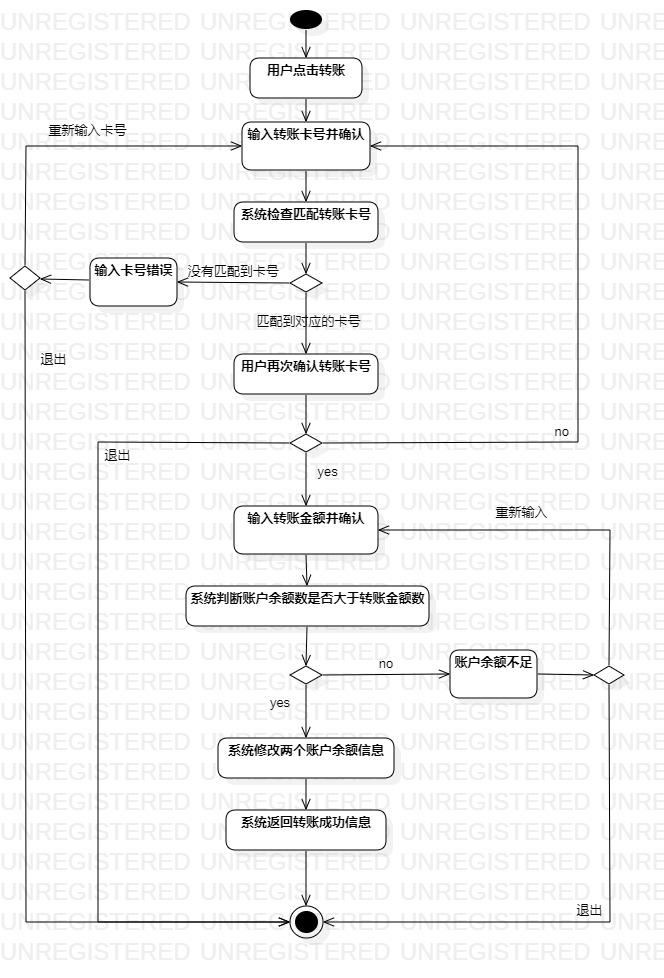 用户点击转账
重新输入卡号
输入转账卡号并确认
系统检查匹配转账卡号
输入卡号错误
没有匹配到卡号
匹配到对应的卡号
退出
用户再次确认转账卡号
no
退出
yes
重新输入
输入转账金额并确认
系统判断账户余额数是否大于转账金额数
no
账户余额不足
yes
系统修改两个账户余额信息
系统返回转账成功信息
退出
UNREGISTERED